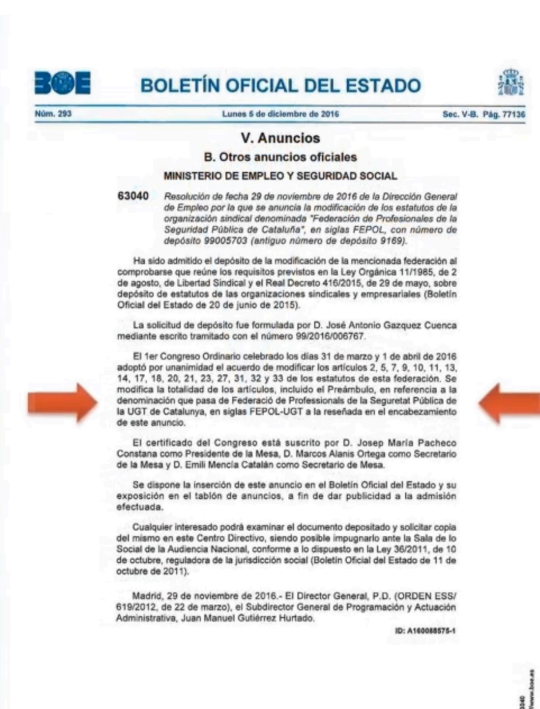 BOE
BOLETÍN OFICIAL DEL ESTADO
Núm. 293
Lunes 5 de diciembre de 2016
Sec. V-B. Pág. 77136
V. Anuncios
B. Otros anuncios oficiales
MINISTERIO DE EMPLEO Y SEGURIDAD SOCIAL
63040 Resolución de fecha 29 de noviembre de 2016 de la Dirección General
de Empleo por la que se anuncia la modificación de los estatutos de la
organización sindical denominada "Federación de Profesionales de la
Seguridad Pública de Cataluña", en siglas FEPOL, con número de
depósito 99005703 (antiguo número de depósito 9169).
Ha sido admitido el depósito de la modificación de la mencionada federación al
comprobarse que reúne los requisitos previstos en la Ley Orgánica 11/1985, de 2
de agosto, de Libertad Sindical y el Real Decreto 416/2015, de 29 de mayo, sobre
depósito de estatutos de las organizaciones sindicales y empresariales (Boletín
Oficial del Estado de 20 de junio de 2015).
La solicitud de depósito fue formulada por D. José Antonio Gazquez Cuenca
mediante escrito tramitado con el número 99/2016/006767.
El 1er Congreso Ordinario celebrado los días 31 de marzo y 1 de abril de 2016
adoptó por unanimidad el acuerdo de modificar los artículos 2, 5, 7, 9, 10, 11, 13,
14, 17, 18, 20, 21, 23, 27, 31, 32 y 33 de los estatutos de esta federación. Se
modifica la totalidad de los artículos, incluido el Preámbulo, en referencia a la
denominación que pasa de Federació de Professionals de la Seguretat Pública de
la UGT de Catalunya, en siglas FEPOL-UGT a la reseñada en el encabezamiento
de este anuncio.
El certificado del Congreso está suscrito por D. Josep María Pacheco
Constana como Presidente de la Mesa, D. Marcos Alanis Ortega como Secretario
de la Mesa y D. Emili Mencía Catalán como Secretario de Mesa.
Se dispone la inserción de este anuncio en el Boletín Oficial del Estado y su
exposición en el tablón de anuncios, a fin de dar publicidad a la admisión
efectuada.
Cualquier interesado podrá examinar el documento depositado y solicitar copia
del mismo en este Centro Directivo, siendo posible impugnarlo ante la Sala de lo
Social de la Audiencia Nacional, conforme a lo dispuesto en la Ley 36/2011, de 10
de octubre, reguladora de la jurisdicción social (Boletín Oficial del Estado de 11 de
octubre de 2011).
Madrid, 29 de noviembre de 2016.- El Director General, P.D. (ORDEN ESS/
619/2012, de 22 de marzo), el Subdirector General de Programación y Actuación
Administrativa, Juan Manuel Gutiérrez Hurtado.
ID: A160088575-1